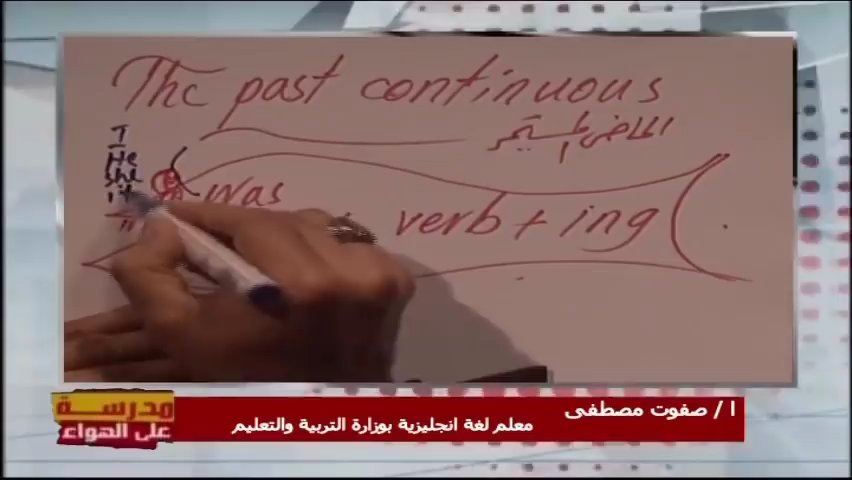 The past continuous
الماضى المستمر
I
He
she
it
was
verb + ing
ا / صفوت مصطفى
معلم لغة انجليزية بوزارة التربية والتعليم
مدرسة
على الهواء